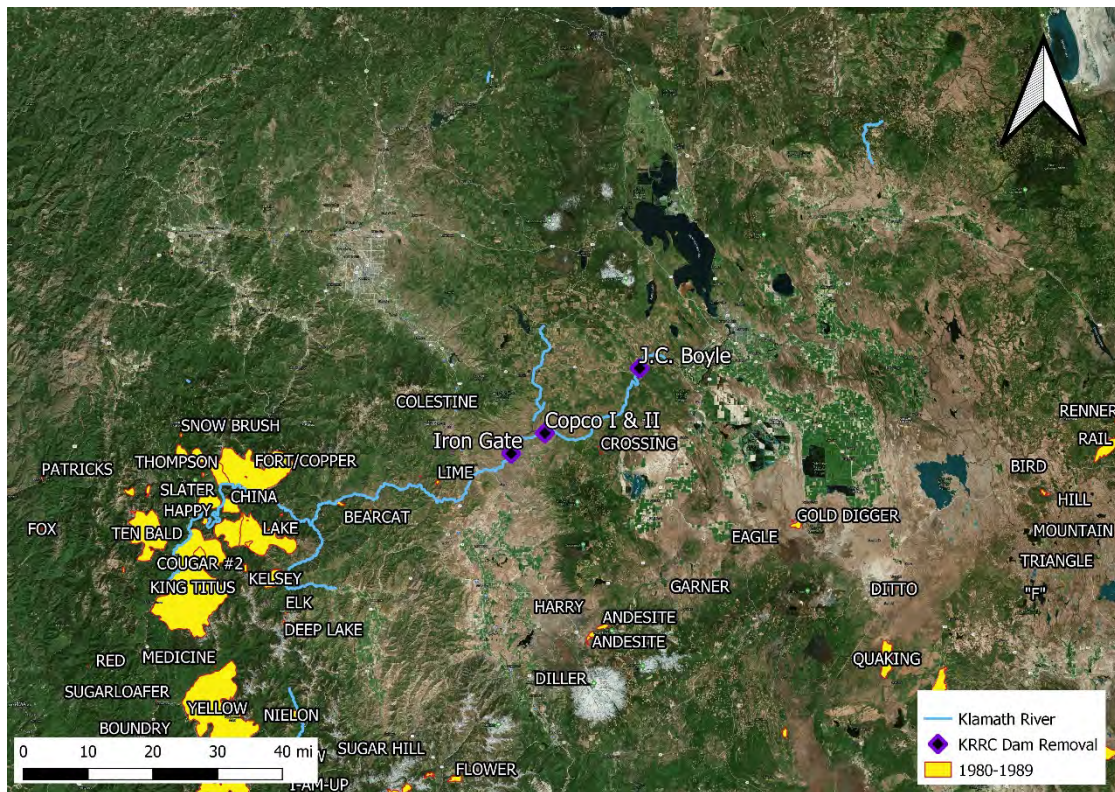 J.C. Boyle
COLESTINE
Copco I & II
RENNER
SNOW BRUSH
Iron Gate
CROSSING
RAIL
THOMPSON
FORT/COPPER
PATRICKS
LIME
BIRD
SLATER
CHINA
HILL
HAPPY
BEARCAT
GOLD DIGGER
FOX
TEN BALD
LAKE
EAGLE
MOUNTAIN
COUGAR #2
TRIANGLE
KING TITUS
KELSEY
GARNER
DITTO
"F"
ELK
HARRY
ANDESITE
DEEP LAKE
ANDESITE
RED
MEDICINE
QUAKING
SUGARLOAFER
DILLER
YELLOW
NIELON
BOUNDRY
Klamath River
KRRC Dam Removal
1980-1989
0 10 20 30 40 mi
SUGAR HILL
FLOWER
I-AM-UP